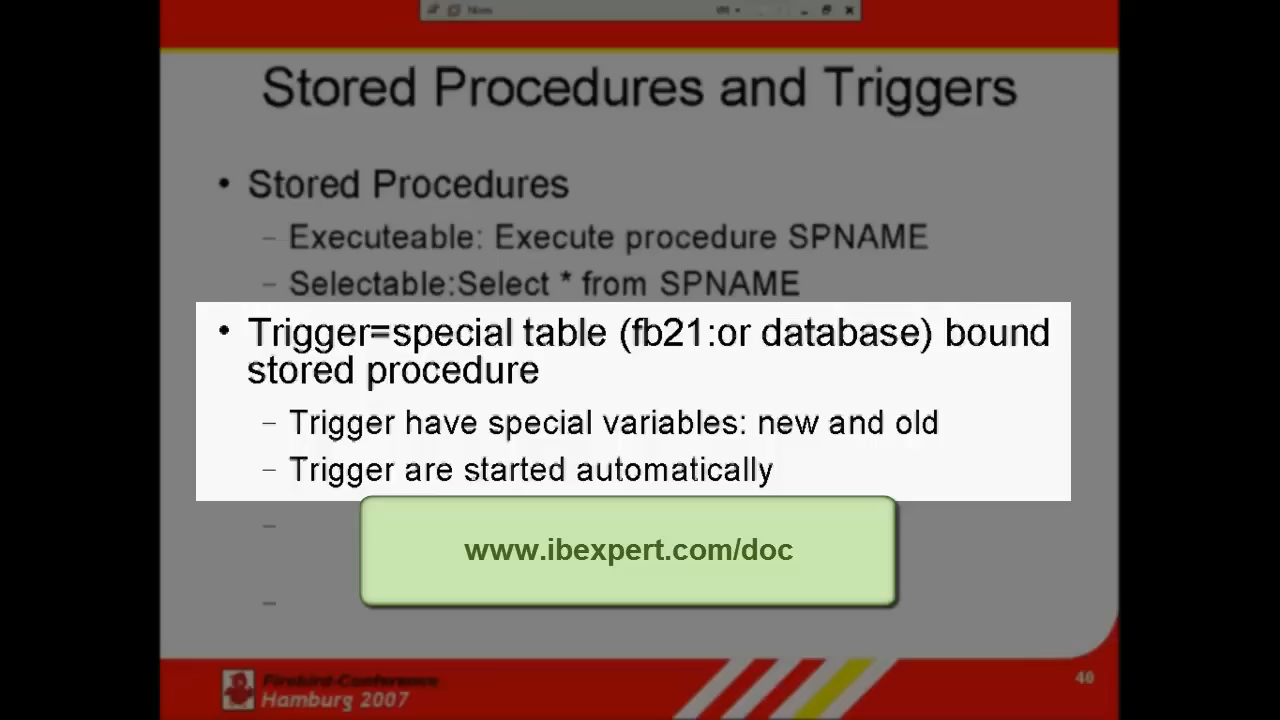 Stored Procedures and Triggers
• Stored Procedures
– Executeable: Execute procedure SPNAME
– Selectable:Select * from SPNAME
• Trigger=special table (fb21:or database) bound
stored procedure
– Trigger have special variables: new and old
– Trigger are started automatically
–
www.ibexpert.com/doc
–
Firebird-Conference
Hamburg 2007
40